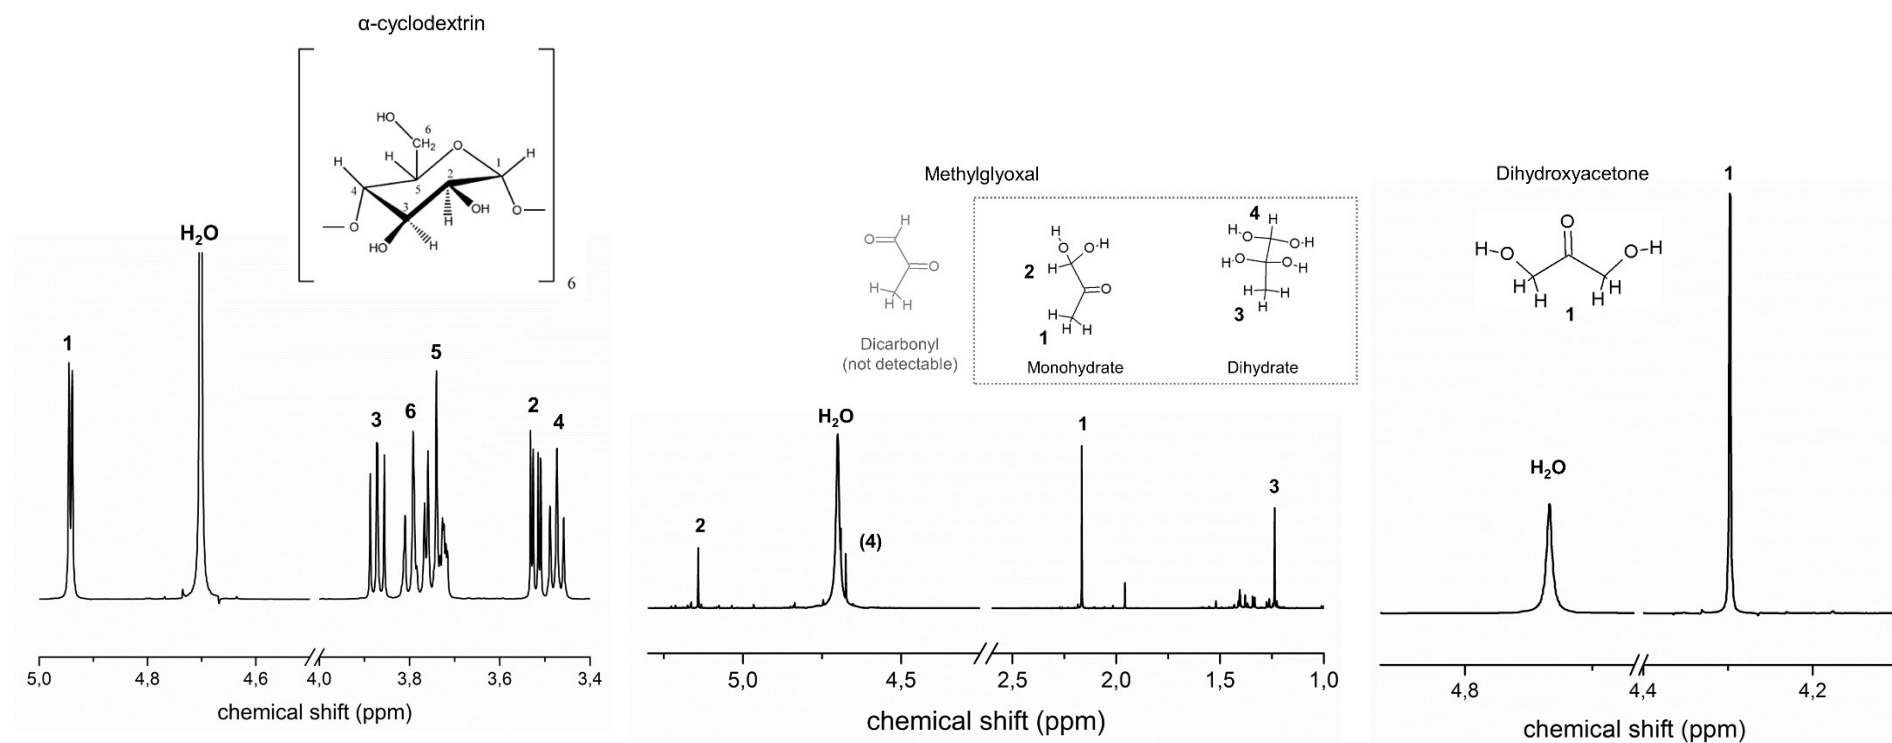 α-cyclodextrin
HO
6
CH₂
H
H
O
1
H
4
5
2
3
H
OH
O
O
HO
H
6
H₂O
1
3
6
5
2
4
5,0
4,8
4,6
4,0
3,8
3,6
3,4
chemical shift (ppm)
Methylglyoxal
H
O
O
H
H
H
Dicarbonyl
(not detectable)
H
O
O-H
2
H
O
H
H
H
1
Monohydrate
4
H
H
O
O
H
H
O
O
H
H
H
H
3
Dihydrate
H₂O
2
(4)
1
3
5,0
4,5
2,5
2,0
1,5
1,0
chemical shift (ppm)
Dihydroxyacetone
1
O
H-O
O-H
H
H
H
H
1
H₂O
4,8
4,4
4,2
chemical shift (ppm)